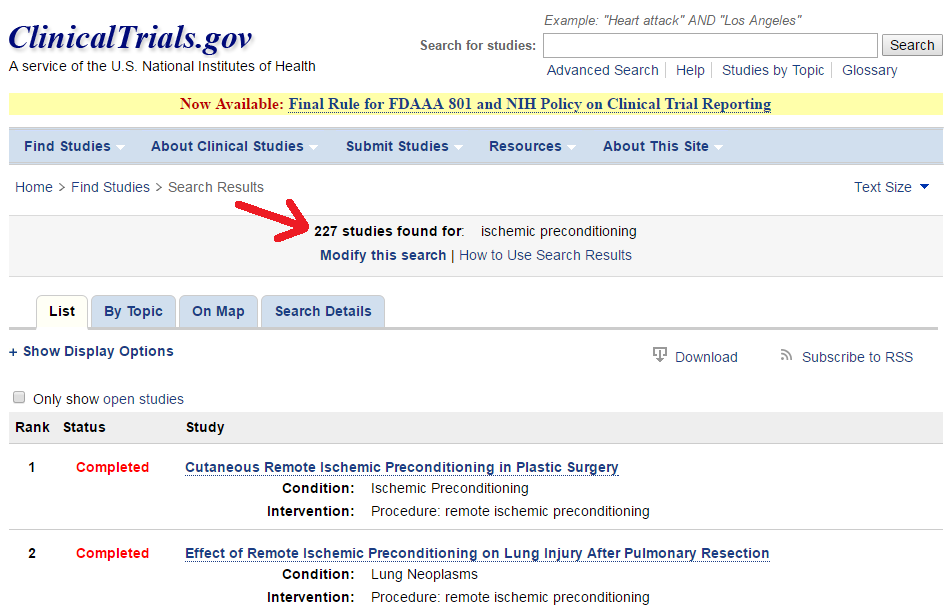 Example: "Heart attack" AND "Los Angeles"
ClinicalTrials.gov
Search for studies:
Search
A service of the U.S. National Institutes of Health
Advanced Search | Help | Studies by Topic | Glossary
Now Available: Final Rule for FDAAA 801 and NIH Policy on Clinical Trial Reporting
Find Studies About Clinical Studies Submit Studies Resources About This Site
Home > Find Studies > Search Results
Text Size
227 studies found for: ischemic preconditioning
Modify this search | How to Use Search Results
List By Topic On Map Search Details
+ Show Display Options
Download Subscribe to RSS
Only show open studies
Rank Status Study
1 Completed Cutaneous Remote Ischemic Preconditioning in Plastic Surgery
Condition: Ischemic Preconditioning
Intervention: Procedure: remote ischemic preconditioning
2 Completed Effect of Remote Ischemic Preconditioning on Lung Injury After Pulmonary Resection
Condition: Lung Neoplasms
Intervention: Procedure: remote ischemic preconditioning